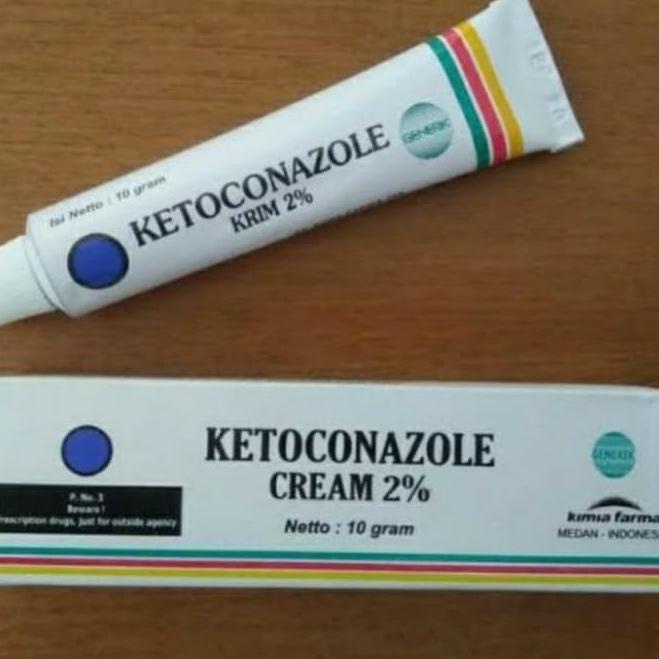 Isi Netto : 10 gram
KETOCONAZOLE
KRIM 2%
GENERIK
KETOCONAZOLE
CREAM 2%
Netto : 10 gram
P. No. 3
Beware !
rescription drugs, just for outside agency
GENERIK
kimia farma
MEDAN - INDONES